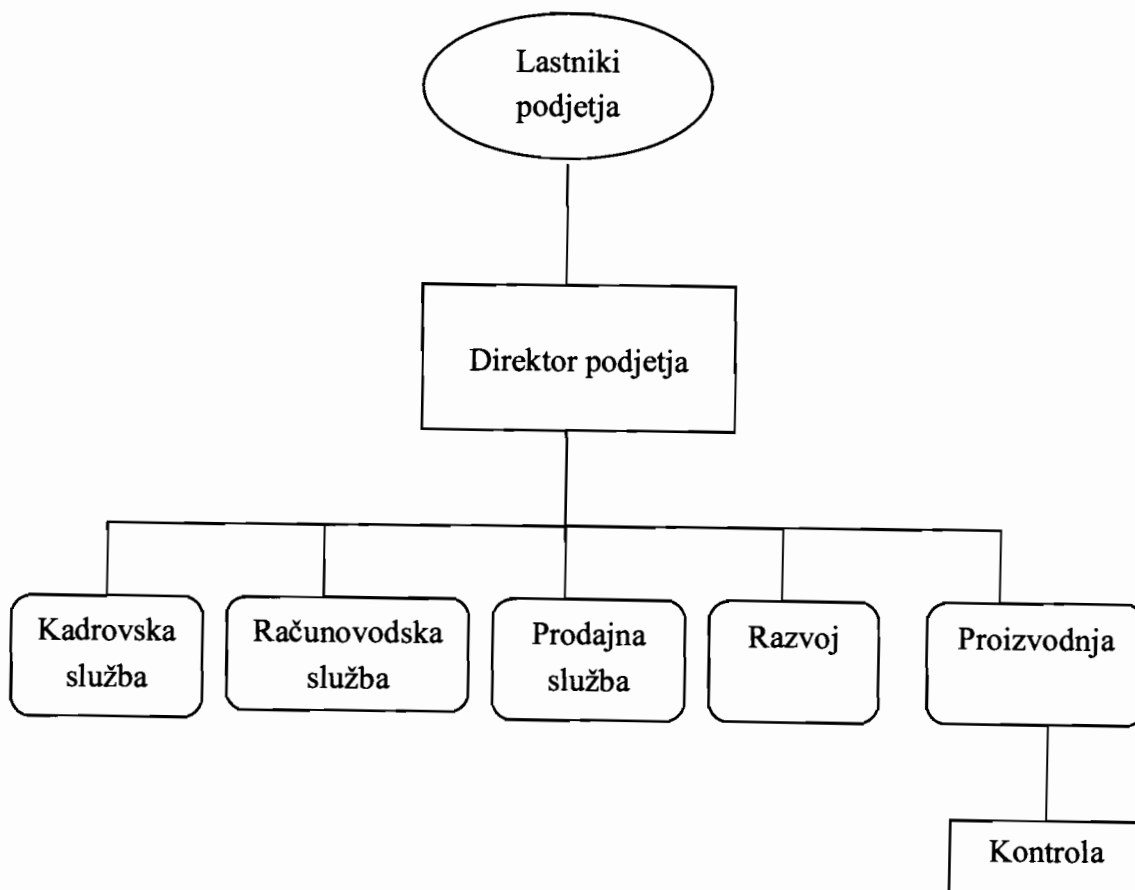 Lastniki
podjetja
Direktor podjetja
Kadrovska
služba
Računovodska
služba
Prodajna
služba
Razvoj
Proizvodnja
Kontrola